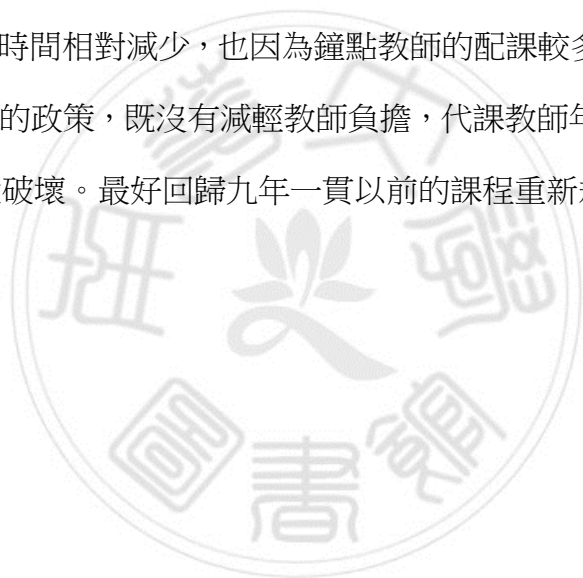 時間相對減少，也因為鐘點教師的配課較多
的政策，既沒有減輕教師負擔，代課教師年
破壞。最好回歸九年一貫以前的課程重新